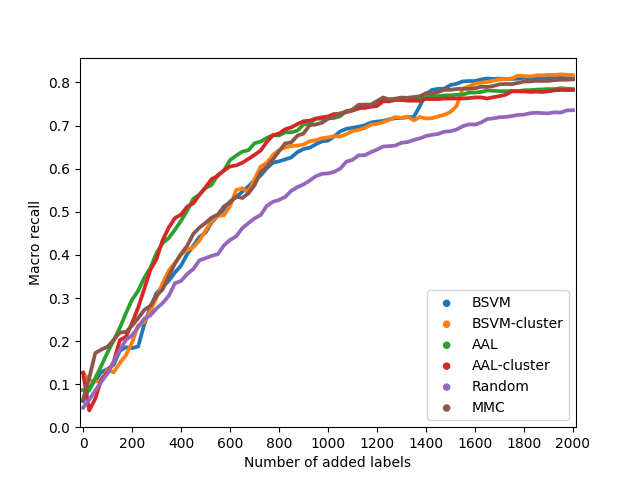 0.8
0.7
0.6
0.5
0.4
0.3
0.2
0.1
0.0
Macro recall
0 200 400 600 800 1000 1200 1400 1600 1800 2000
Number of added labels
BSVM
BSVM-cluster
AAL
AAL-cluster
Random
MMC